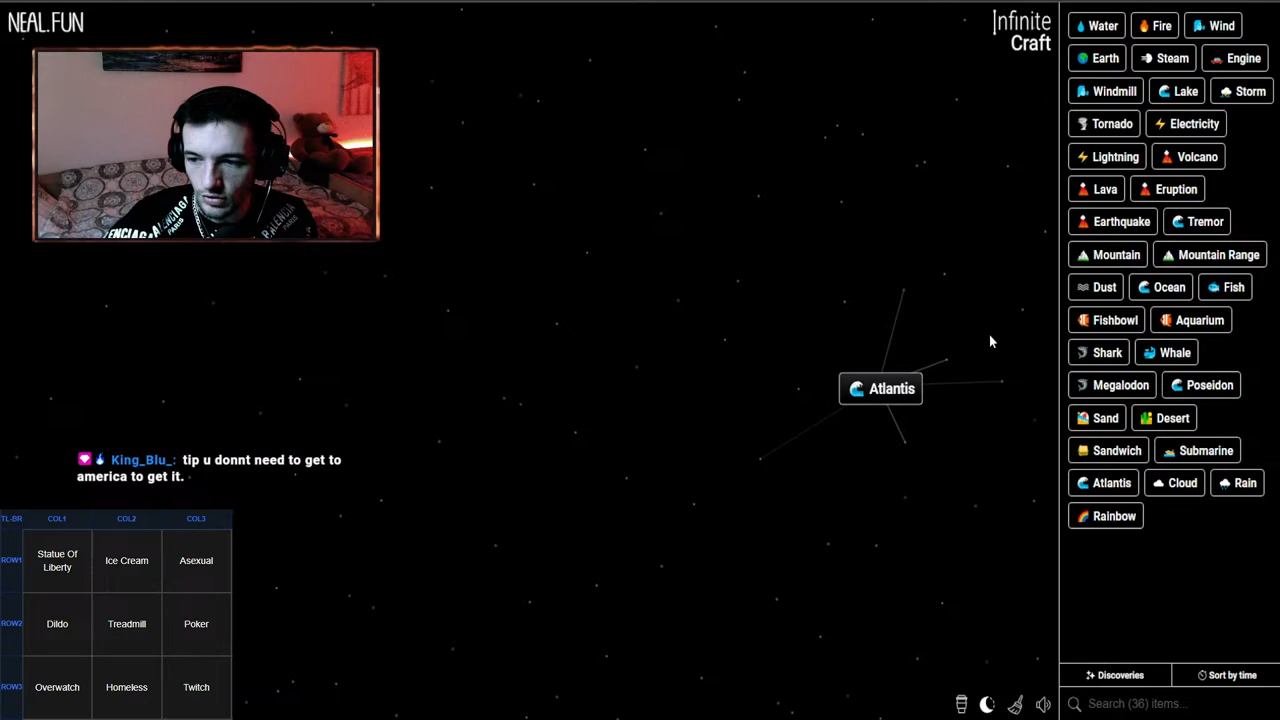 NEAL.FUN
Infinite
Craft
Water Fire Wind
Earth Steam Engine
Windmill Lake Storm
Tornado Electricity
Lightning Volcano
Lava Eruption
Earthquake Tremor
Mountain Mountain Range
Dust Ocean Fish
Fishbowl Aquarium
Shark Whale
Megalodon Poseidon
Sand Desert
Sandwich Submarine
Atlantis Cloud Rain
Rainbow
Atlantis
BALENCIAGA
PARIS
King_Blu_: tip u donnt need to get to
america to get it.
TL-BR COL1 COL2 COL3
ROW1 Statue Of Liberty Ice Cream Asexual
ROW2 Dildo Treadmill Poker
ROW3 Overwatch Homeless Twitch
Discoveries Sort by time
Search (36) items...